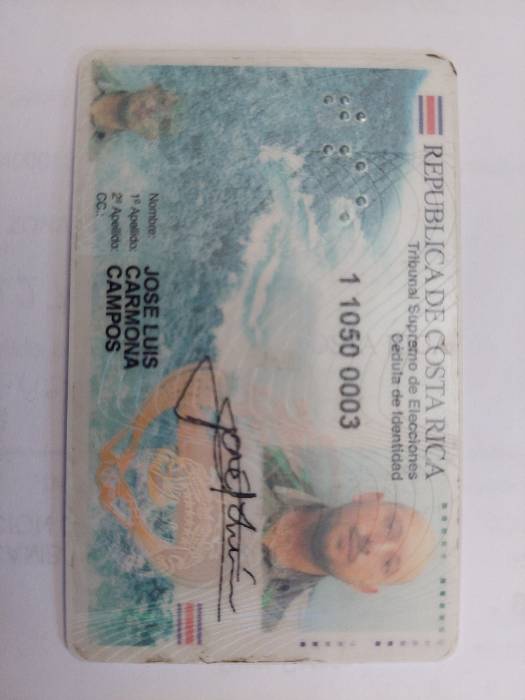 REPUBLICA DE COSTA RICA
Tribunal Supremo de Elecciones
Cédula de Identidad
1 1050 0003
Nombre: JOSE LUIS
1º Apellido: CARMONA
2º Apellido: CAMPOS
CC.: